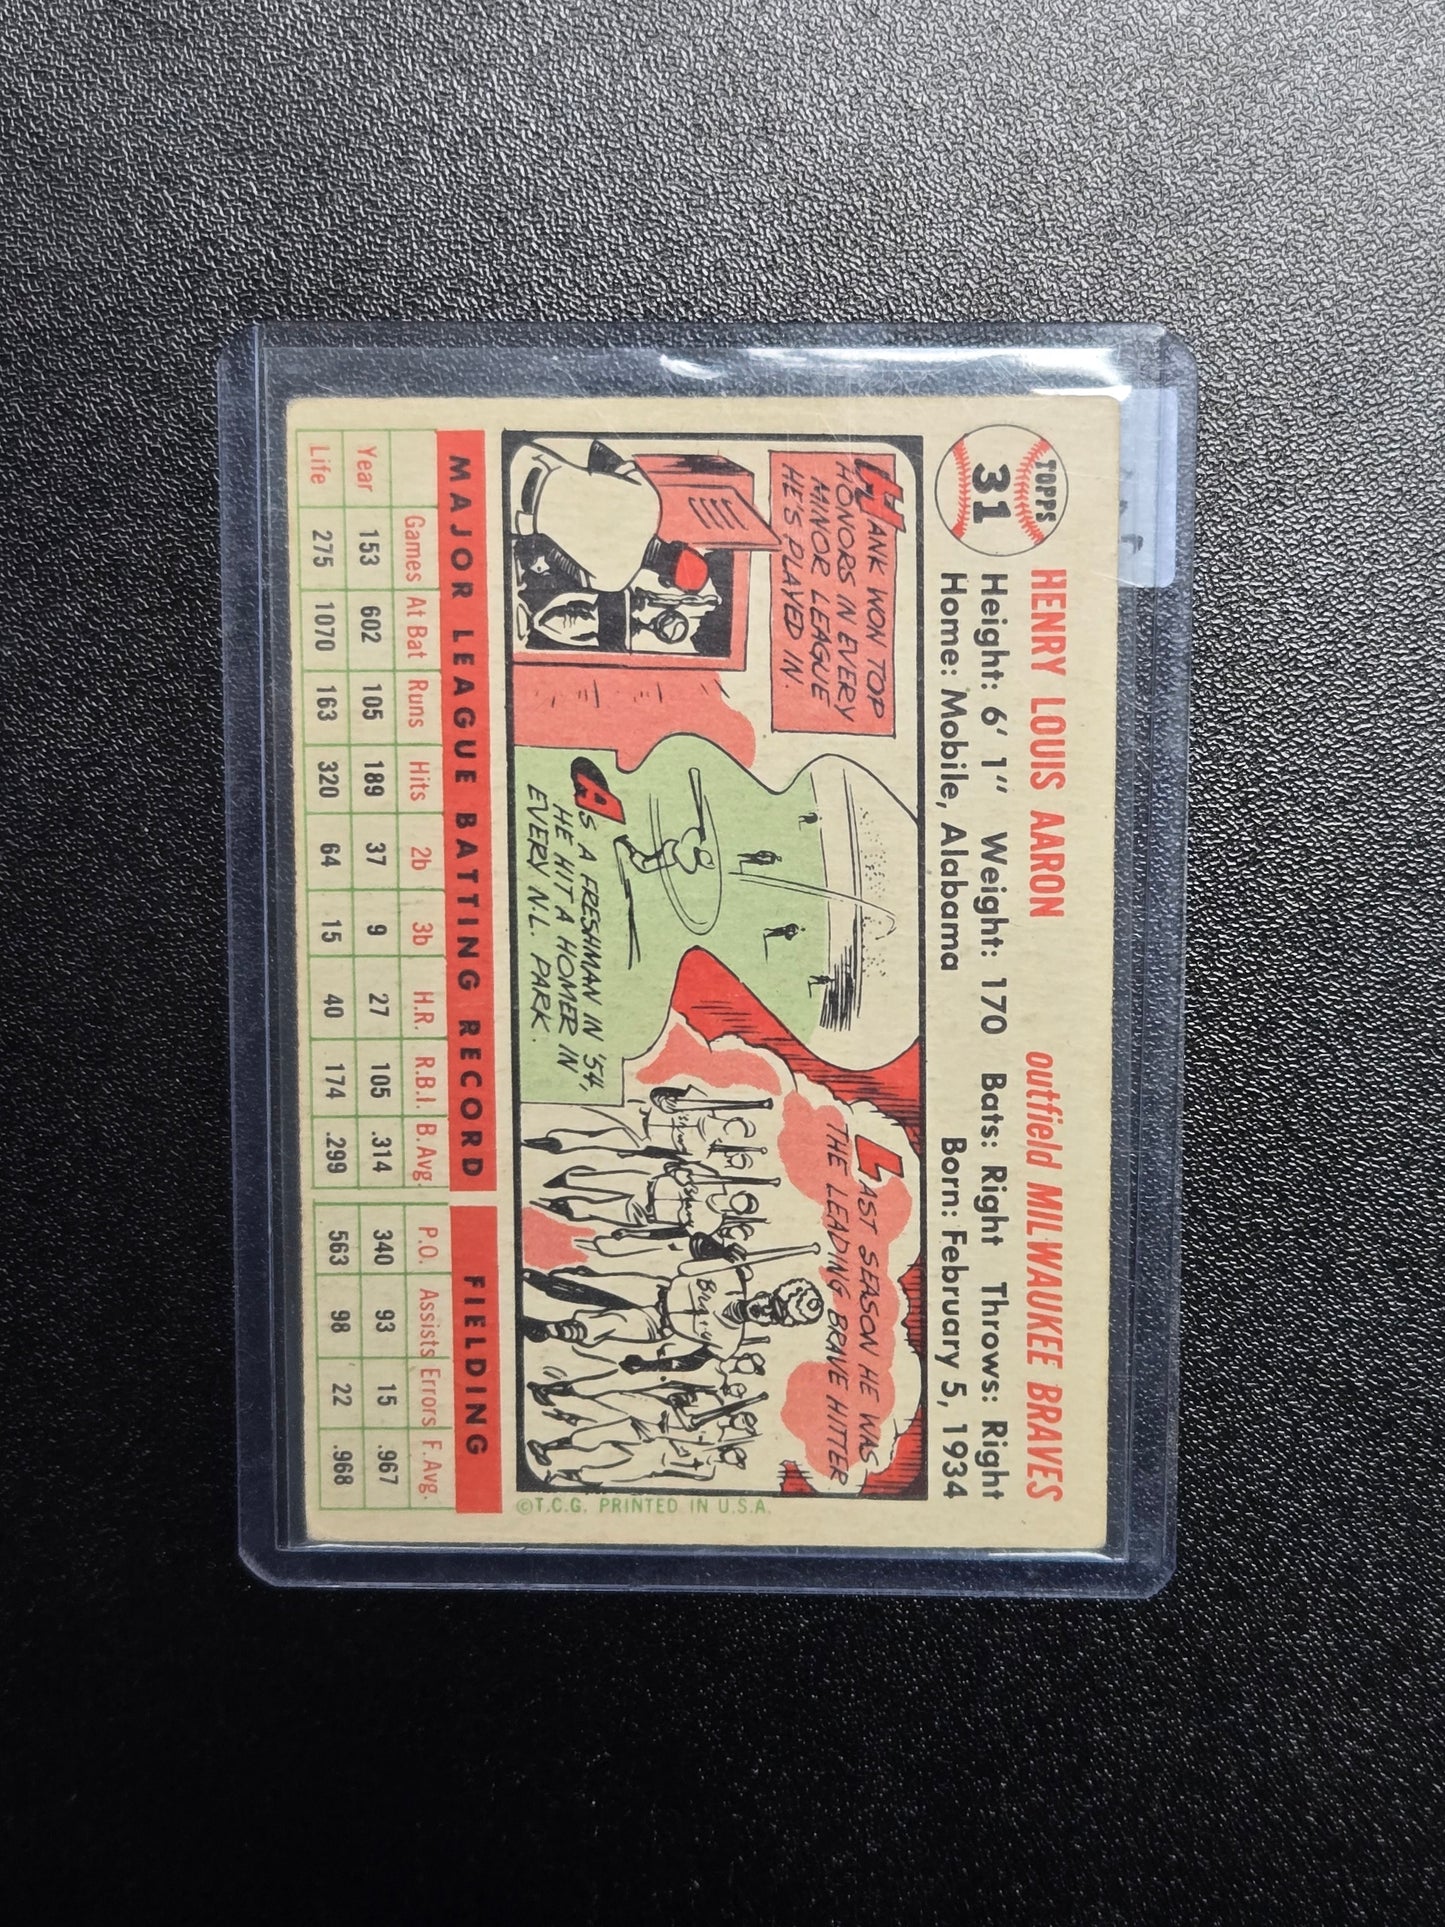 TOPPS
31
HENRY LOUIS AARON outfield MILWAUKEE BRAVES
Height: 6' 1" Weight: 170 Bats: Right Throws: Right
Home: Mobile, Alabama Born: February 5, 1934
HANK WON TOP
HONORS IN EVERY
MINOR LEAGUE
HE'S PLAYED IN.
AS A FRESHMAN IN '54,
HE HIT A HOMER IN
EVERY N.L. PARK.
LAST SEASON HE WAS
THE LEADING BRAVE HITTER
Braves
©T.C.G. PRINTED IN U.S.A.
MAJOR LEAGUE BATTING RECORD FIELDING
Games At Bat Runs Hits 2b 3b H.R. R.B.I. B.Avg. P.O. Assists Errors F.Avg.
Year 153 602 105 189 37 9 27 105 .314 340 93 15 .967
Life 275 1070 163 320 64 15 40 174 .299 563 98 22 .968